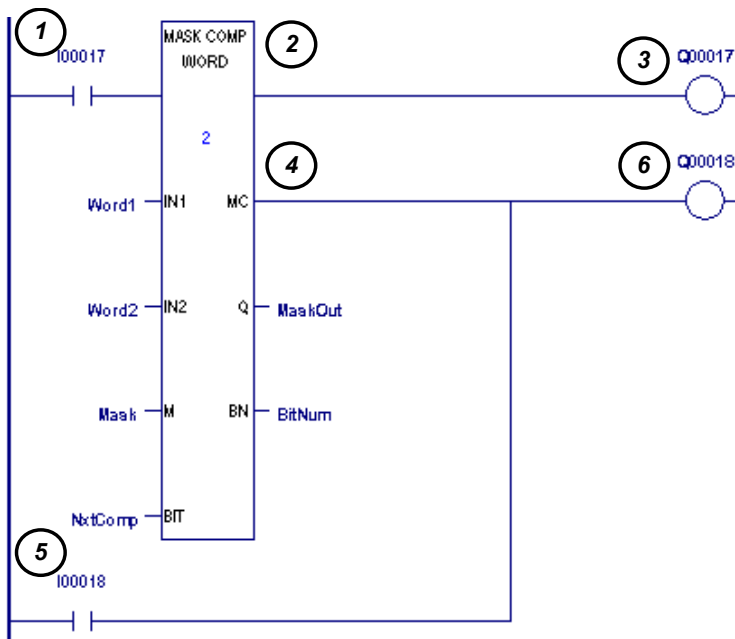 1
I00017
MASK COMP
WORD
2
2
3
Q00017
4
6
Q00018
Word1
IN1
MC
Word2
IN2
Q
MaskOut
Mask
M
BN
BitNum
NxtComp
BIT
5
I00018